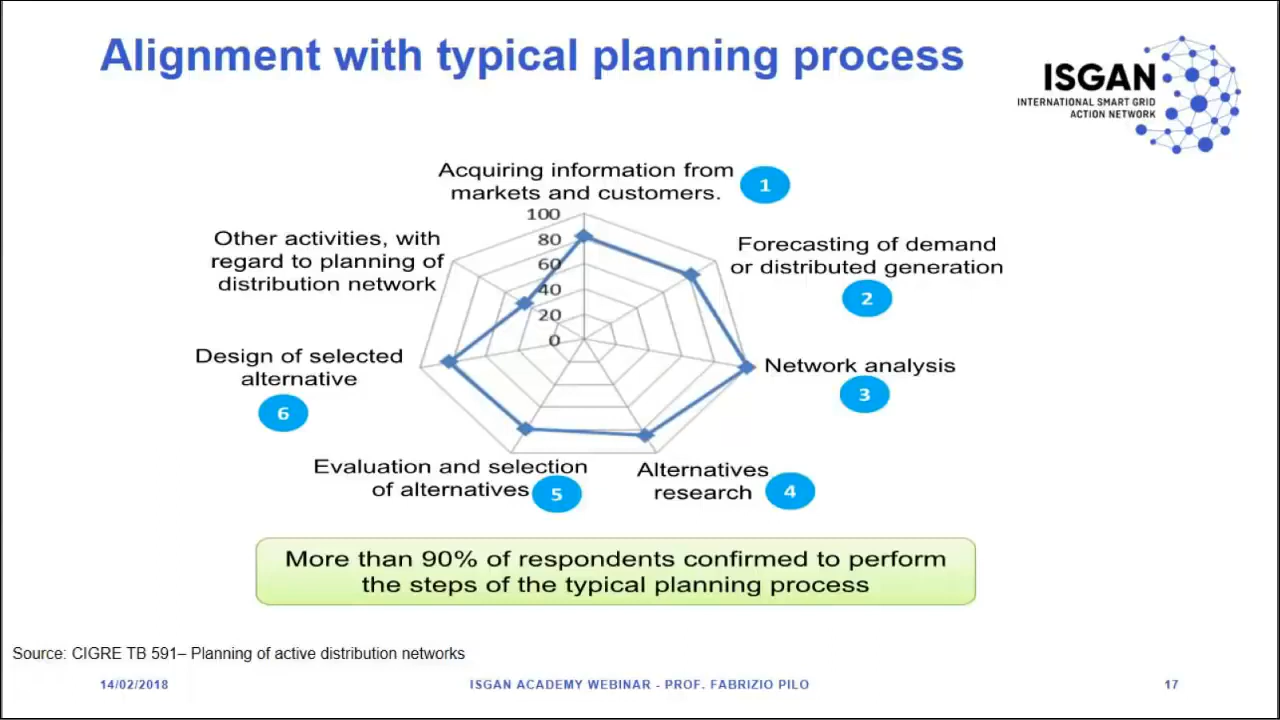 Alignment with typical planning process
ISGAN
INTERNATIONAL SMART GRID
ACTION NETWORK
Acquiring information from
markets and customers.
1
100
80
60
40
20
0
Forecasting of demand
or distributed generation
2
Network analysis
3
Alternatives
research
4
Evaluation and selection
of alternatives
5
Design of selected
alternative
6
Other activities, with
regard to planning of
distribution network
More than 90% of respondents confirmed to perform
the steps of the typical planning process
Source: CIGRE TB 591– Planning of active distribution networks
14/02/2018
ISGAN ACADEMY WEBINAR - PROF. FABRIZIO PILO
17